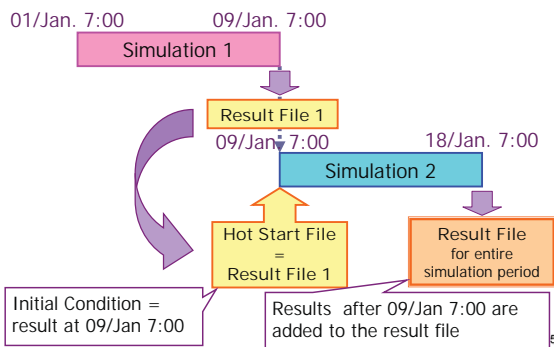 01/Jan. 7:00
09/Jan. 7:00
Simulation 1
Result File 1
09/Jan. 7:00
18/Jan. 7:00
Simulation 2
Hot Start File
=
Result File 1
Result File
for entire
simulation period
Initial Condition =
result at 09/Jan 7:00
Results after 09/Jan 7:00 are
added to the result file
5